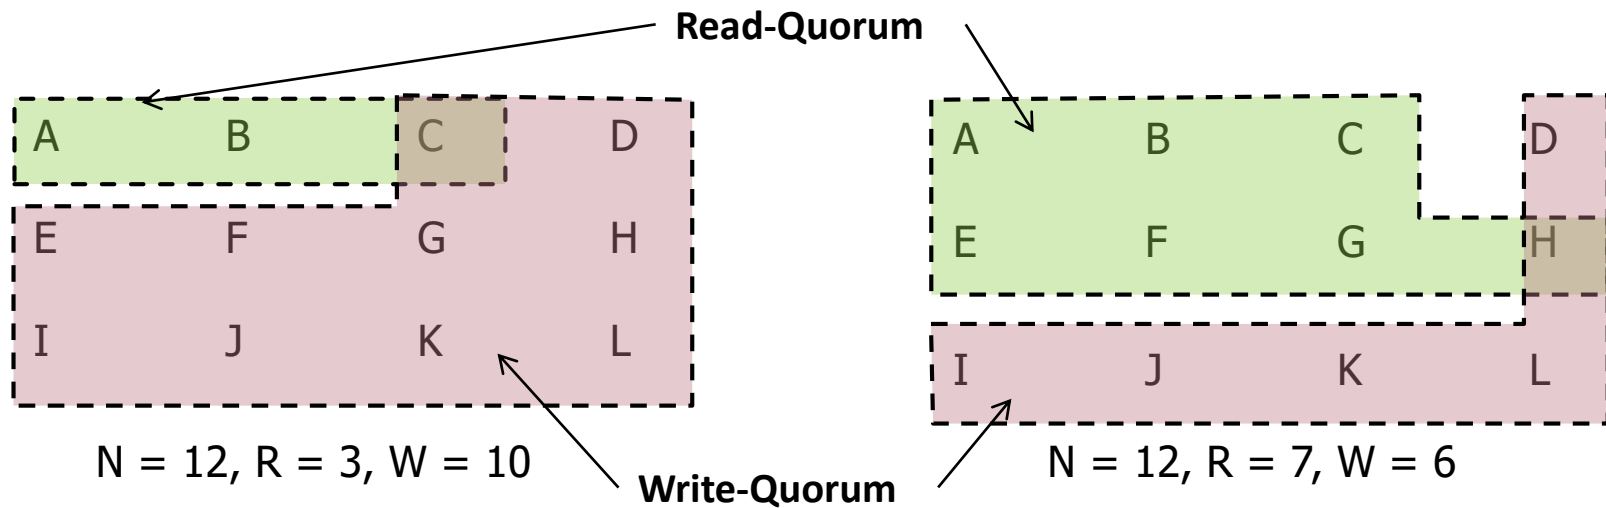 Read-Quorum
A B C D
E F G H
I J K L
N = 12, R = 3, W = 10
A B C D
E F G H
I J K L
N = 12, R = 7, W = 6
Write-Quorum